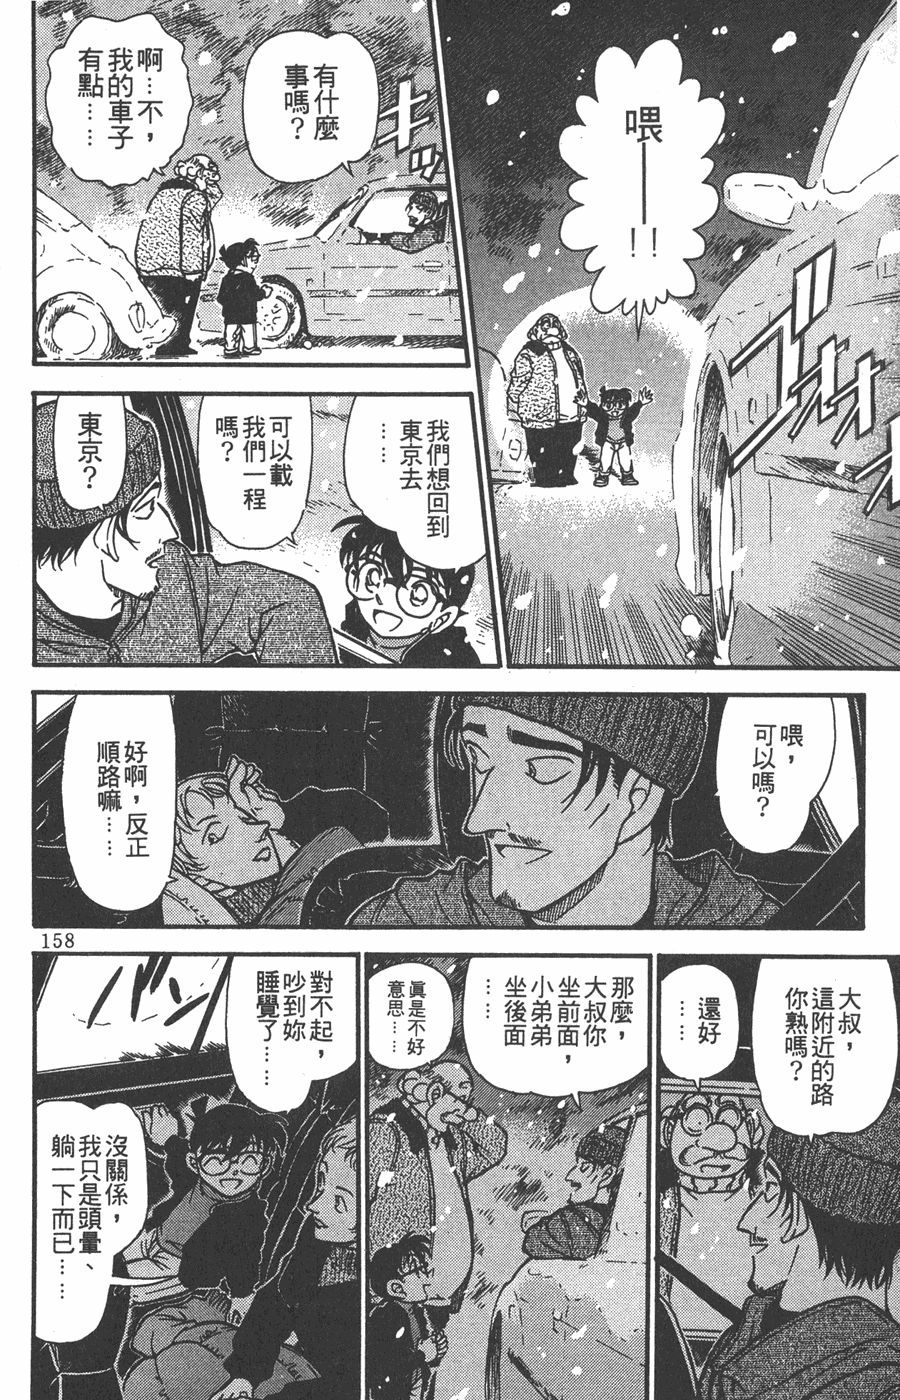 喂——!!
有什麼
事嗎？
キッ
啊…不，
我的車子
有點……
我們想回到
東京去
……
可以載
我們一程
嗎？
東京？
喂，
可以嗎？
好啊，反正
順路嘛……
158
大叔，
這附近的路
你熟嗎？
還好
……
那麼，
大叔你
坐前面，
小弟弟
坐後面
……
真是不好
意思……
對不起，
吵到妳
睡覺了……
沒關係，
我只是頭暈、
躺一下而已……